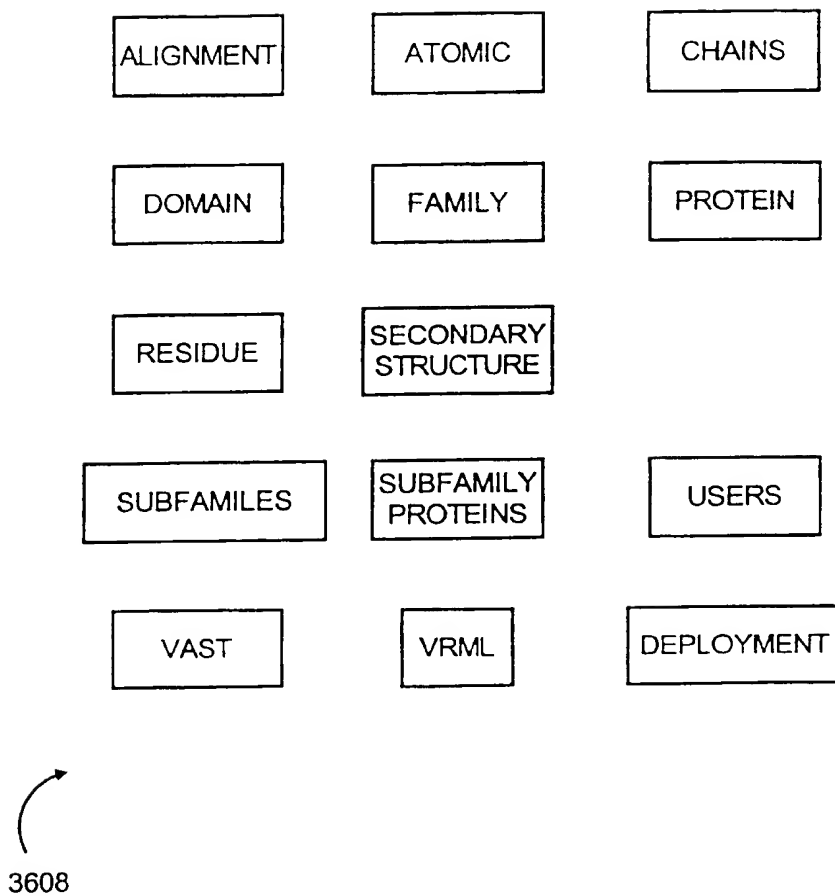 ALIGNMENT
ATOMIC
CHAINS
DOMAIN
FAMILY
PROTEIN
RESIDUE
SECONDARY
STRUCTURE
SUBFAMILES
SUBFAMILY
PROTEINS
USERS
VAST
VRML
DEPLOYMENT
3608